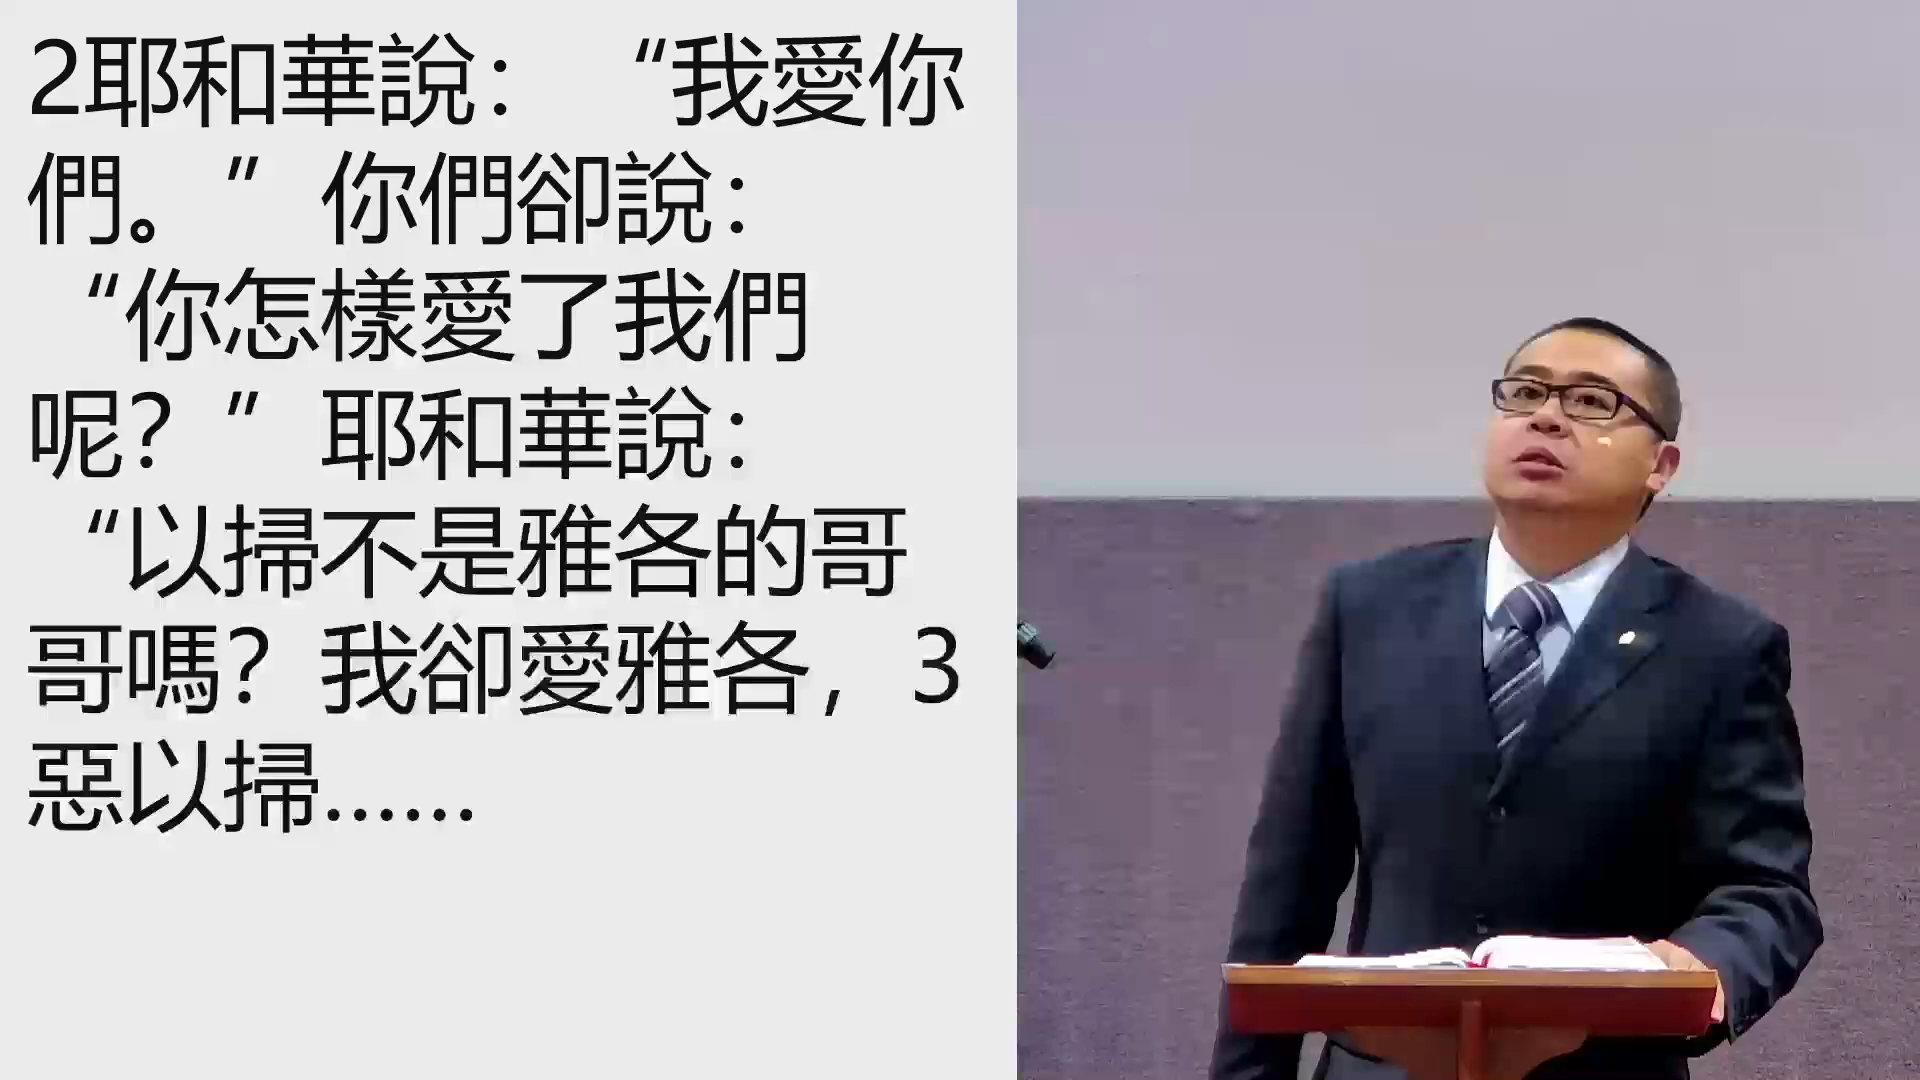 2耶和華說：“我愛你
們。”你們卻說：
“你怎樣愛了我們
呢？”耶和華說：
“以掃不是雅各的哥
哥嗎？我卻愛雅各，3
惡以掃……